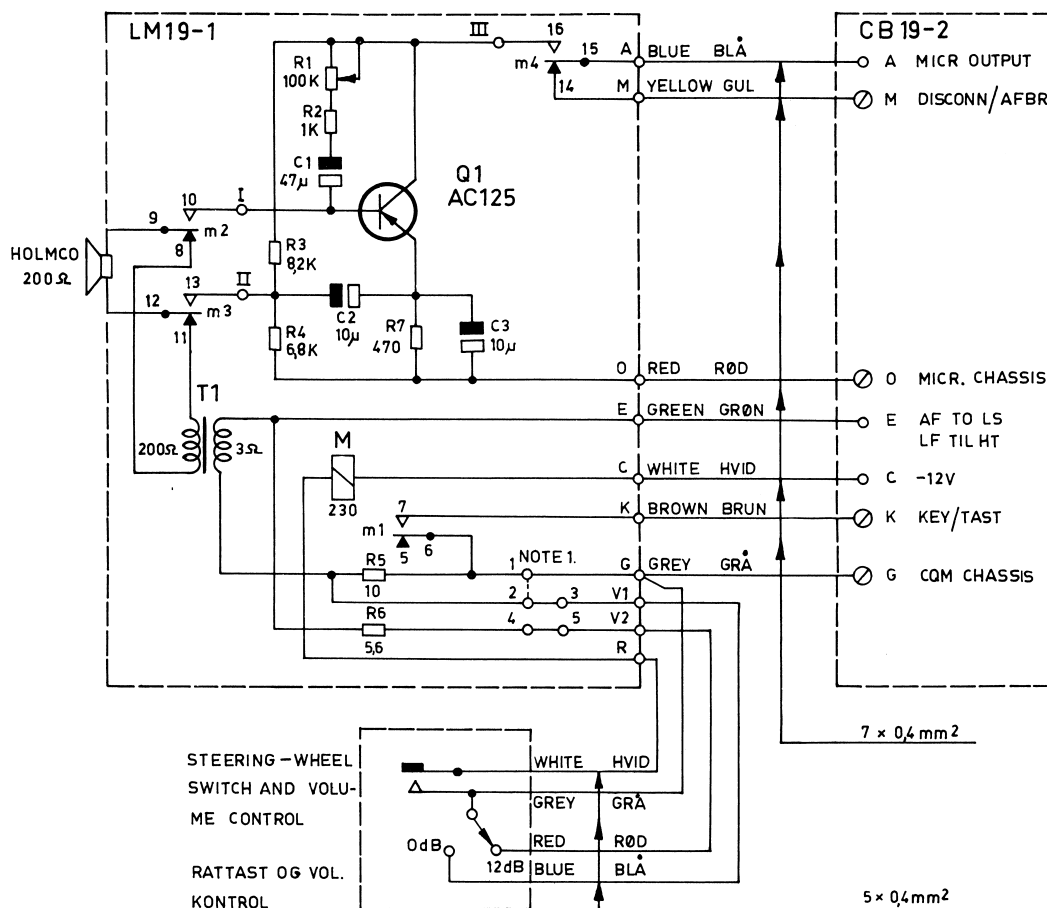 LM19-1
CB 19-2
III
16
15
A BLUE BLÅ
A MICR OUTPUT
m4
14
M YELLOW GUL
M DISCONN/AFBR
R1
100K
R2
1K
C1
47µ
Q1
AC125
10
I
9
m2
8
HOLMCO
200Ω
R3
8,2K
13
II
12
m3
11
C2
10µ
R4
6,8K
R7
470
C3
10µ
O RED RØD
O MICR. CHASSIS
T1
200Ω
3Ω
E GREEN GRØN
E AF TO LS
LF TIL HT
M
230
C WHITE HVID
C -12V
7
m1
5
6
K BROWN BRUN
K KEY/TAST
R5
10
1
NOTE 1.
G GREY GRÅ
G CQM CHASSIS
2
3
V1
R6
5,6
4
5
V2
R
7 × 0,4 mm²
STEERING-WHEEL
SWITCH AND VOLU-
ME CONTROL
WHITE HVID
GREY GRÅ
0dB
12dB
RED RØD
BLUE BLÅ
RATTAST OG VOL.
KONTROL
5 × 0,4 mm²